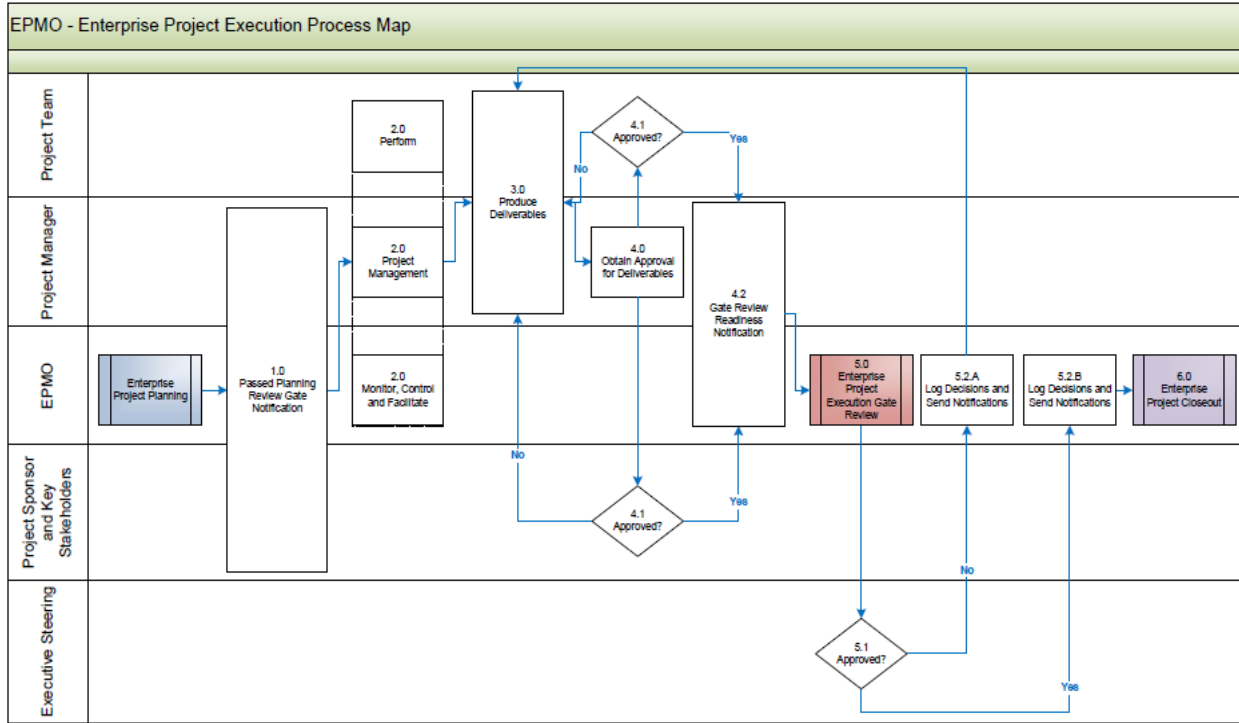 EPMO - Enterprise Project Execution Process Map
Project Team
2.0
Perform
3.0
Produce
Deliverables
4.1
Approved?
Yes
No
Project Manager
2.0
Project
Management
4.0
Obtain Approval
for Deliverables
4.2
Gate Review
Readiness
Notification
EPMO
Enterprise
Project Planning
1.0
Passed Planning
Review Gate
Notification
2.0
Monitor, Control
and Facilitate
5.0
Enterprise
Project
Execution Gate
Review
5.2.A
Log Decisions and
Send Notifications
5.2.B
Log Decisions and
Send Notifications
6.0
Enterprise
Project Closeout
Project Sponsor
and Key
Stakeholders
No
4.1
Approved?
Yes
No
Executive Steering
5.1
Approved?
Yes